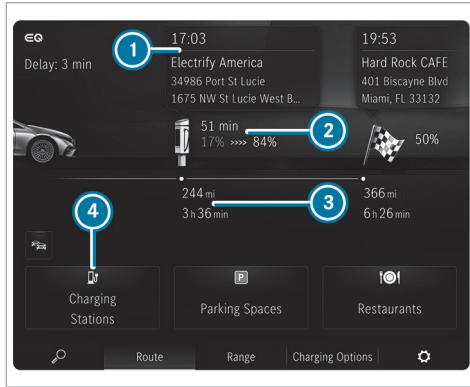 EQ
Delay: 3 min
17:03
Electrify America
34986 Port St Lucie
1675 NW St Lucie West B...
19:53
Hard Rock CAFE
401 Biscayne Blvd
Miami, FL 33132
1
51 min
17% >>>> 84%
2
50%
244 mi
3 h 36 min
3
366 mi
6 h 26 min
4
Charging
Stations
P
Parking Spaces
Restaurants
Route
Range
Charging Options